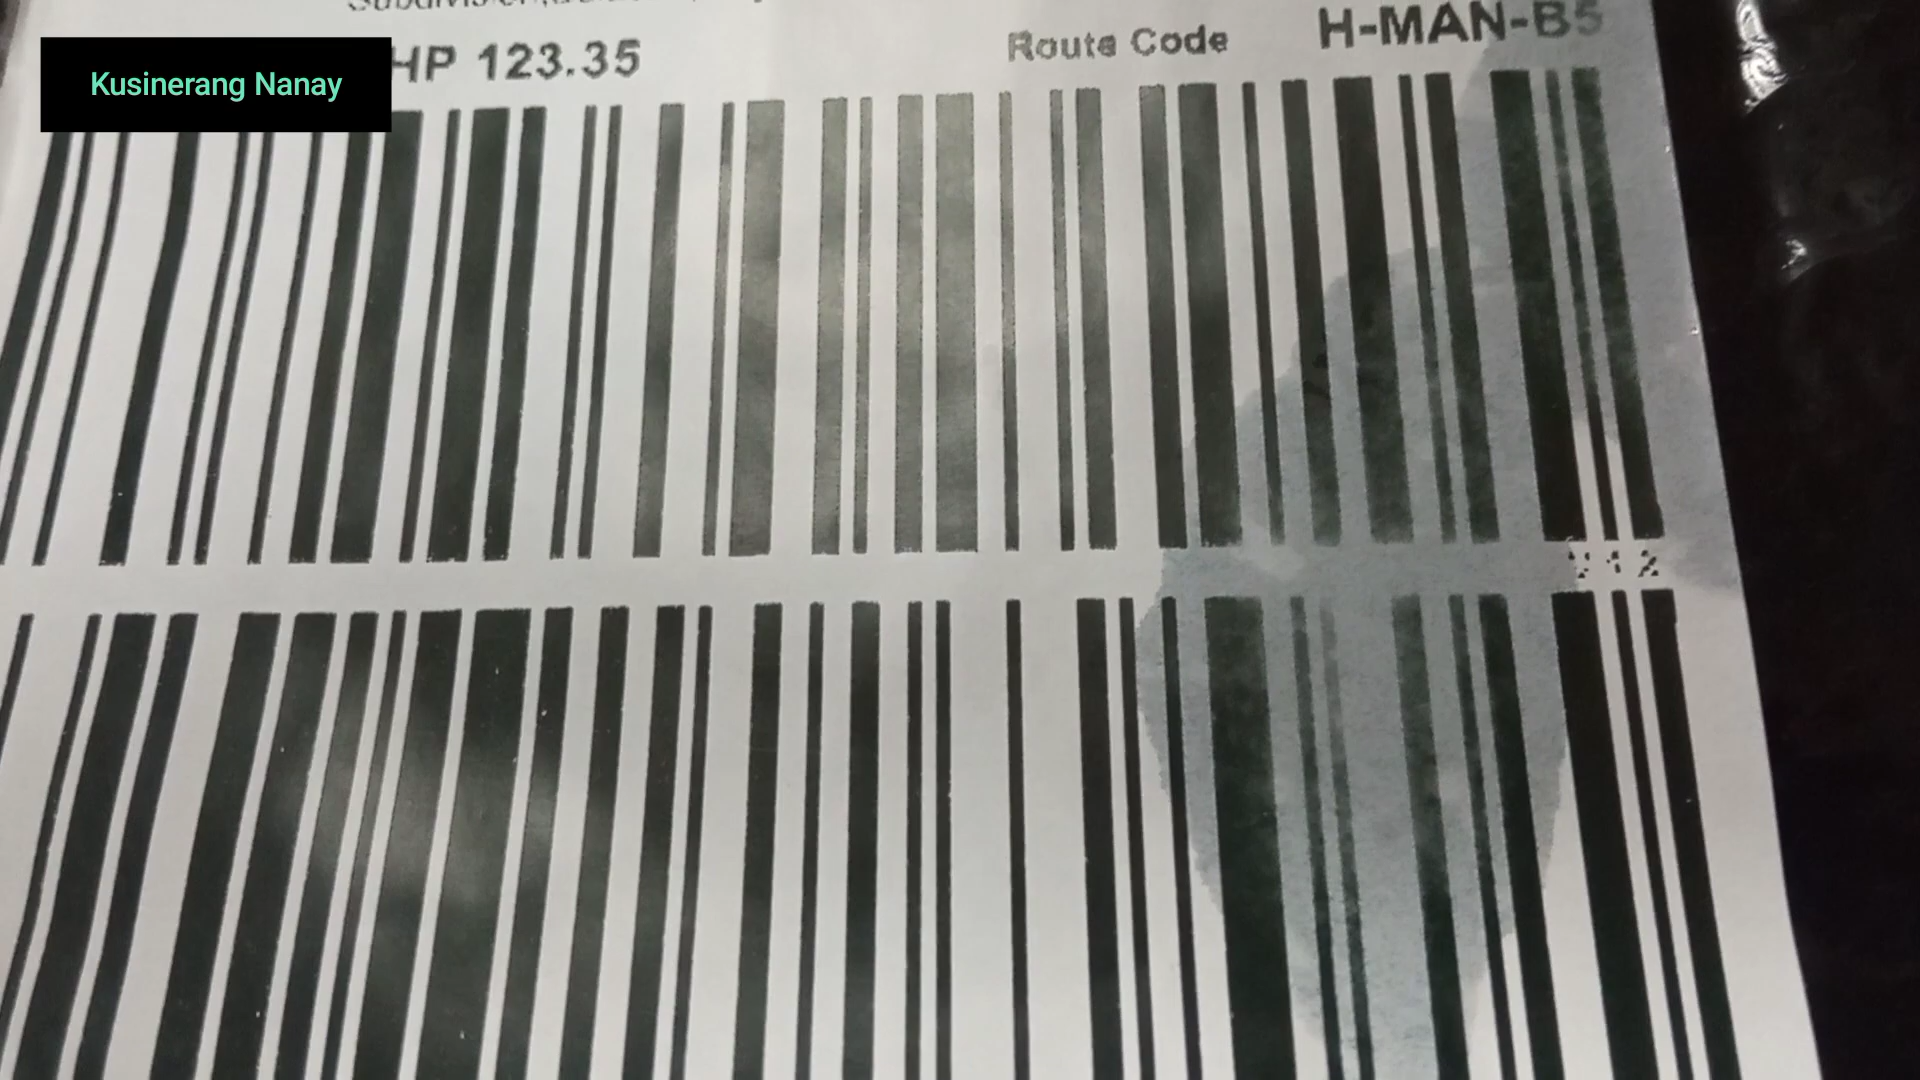 HP 123.35
Route Code
H-MAN-B5
Kusinerang Nanay